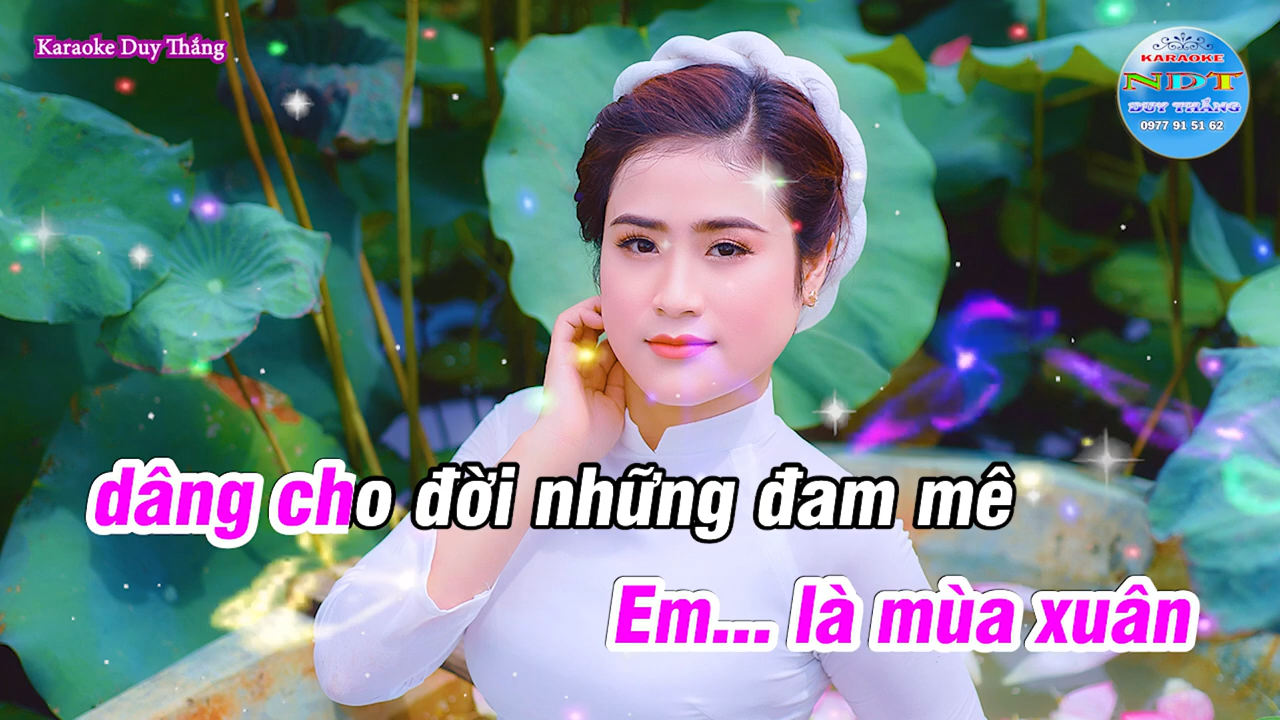 Karaoke Duy Thắng
KARAOKE
NDT
DUY THẮNG
0977 91 51 62
dâng cho đời những đam mê
Em... là mùa xuân